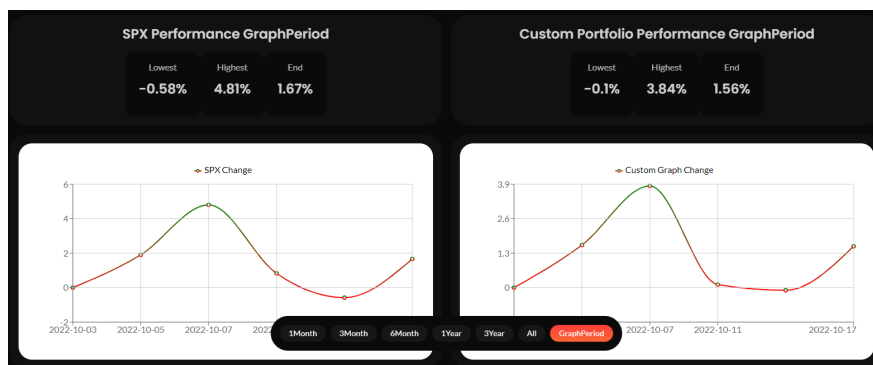 SPX Performance GraphPeriod
Lowest Highest End
-0.58% 4.81% 1.67%
Custom Portfolio Performance GraphPeriod
Lowest Highest End
-0.1% 3.84% 1.56%
SPX Change
6
4
2
0
-2
2022-10-03 2022-10-05 2022-10-07 202
Custom Graph Change
3.9
2.6
1.3
0
2022-10-07 2022-10-11 2022-10-17
1Month 3Month 6Month 1Year 3Year All GraphPeriod